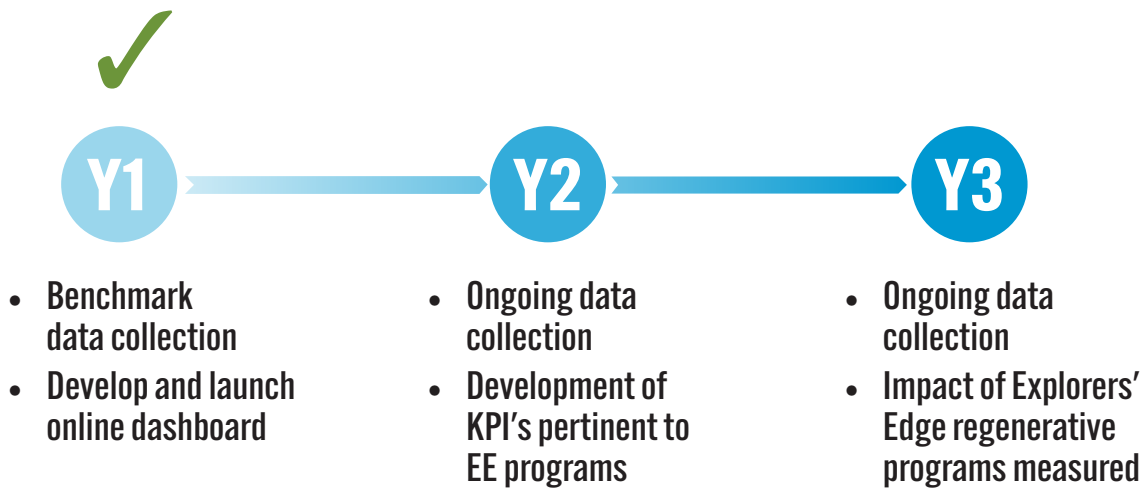 Y1
Y2
Y3
• Benchmark
data collection
• Develop and launch
online dashboard
• Ongoing data
collection
• Development of
KPI's pertinent to
EE programs
• Ongoing data
collection
• Impact of Explorers'
Edge regenerative
programs measured